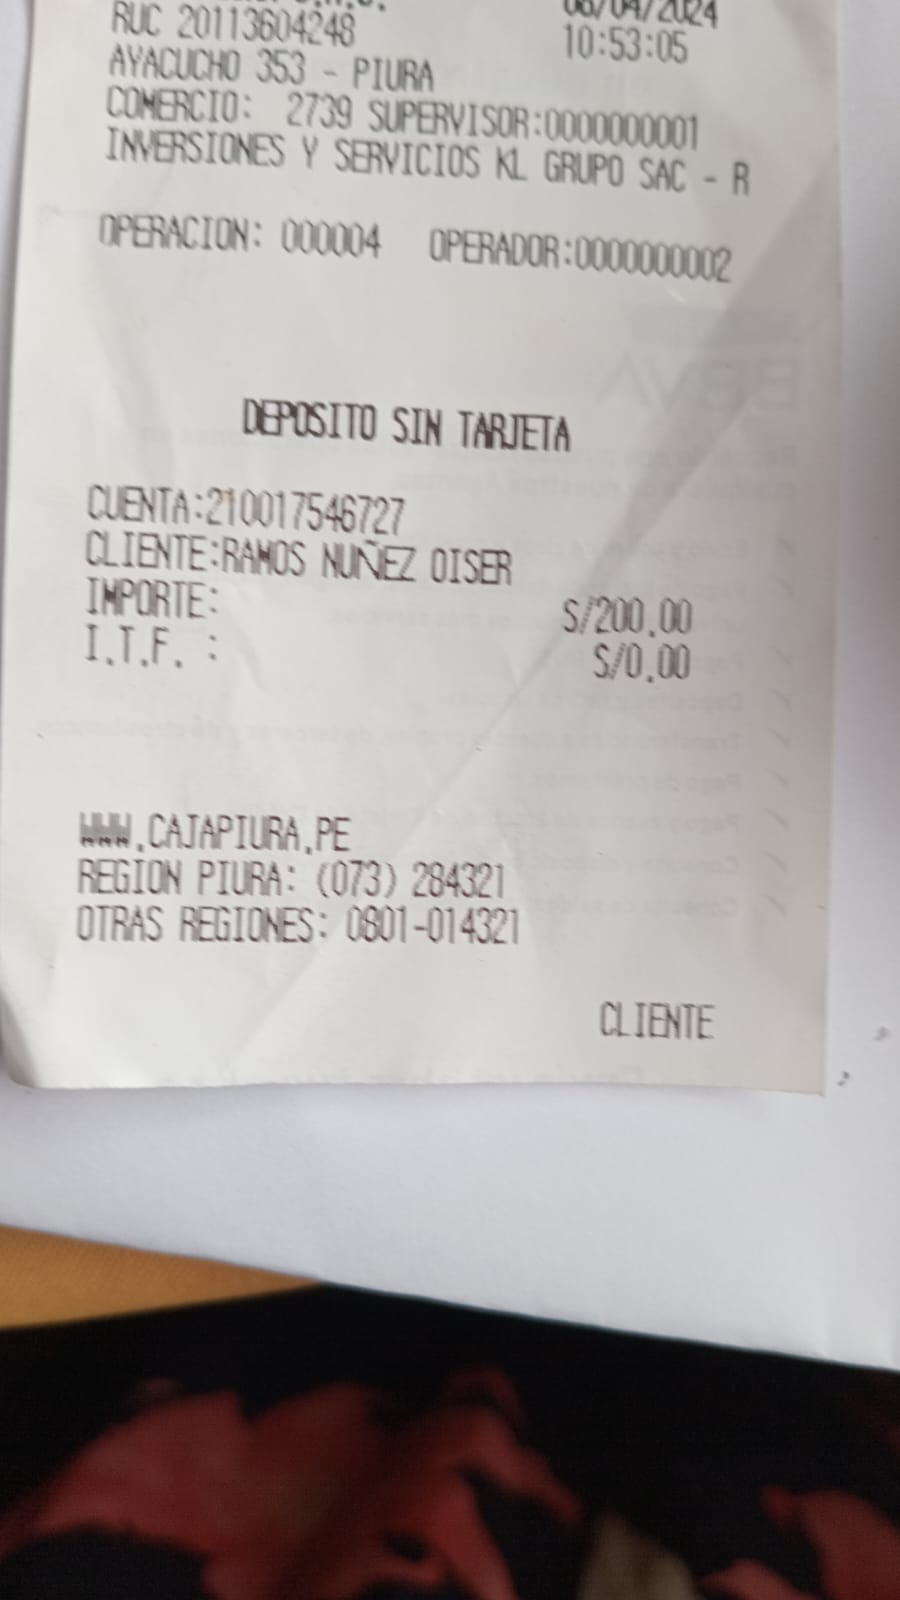 RUC 20113604248 10:53:05
AYACUCHO 353 - PIURA
COMERCIO: 2739 SUPERVISOR:0000000001
INVERSIONES Y SERVICIOS KL GRUPO SAC - R
OPERACION: 000004 OPERADOR:0000000002
DEPOSITO SIN TARJETA
CUENTA:210017546727
CLIENTE:RAMOS NUÑEZ OISER
IMPORTE: S/200.00
I.T.F. : S/0.00
WWW.CAJAPIURA.PE
REGION PIURA: (073) 284321
OTRAS REGIONES: 0801-014321
CLIENTE